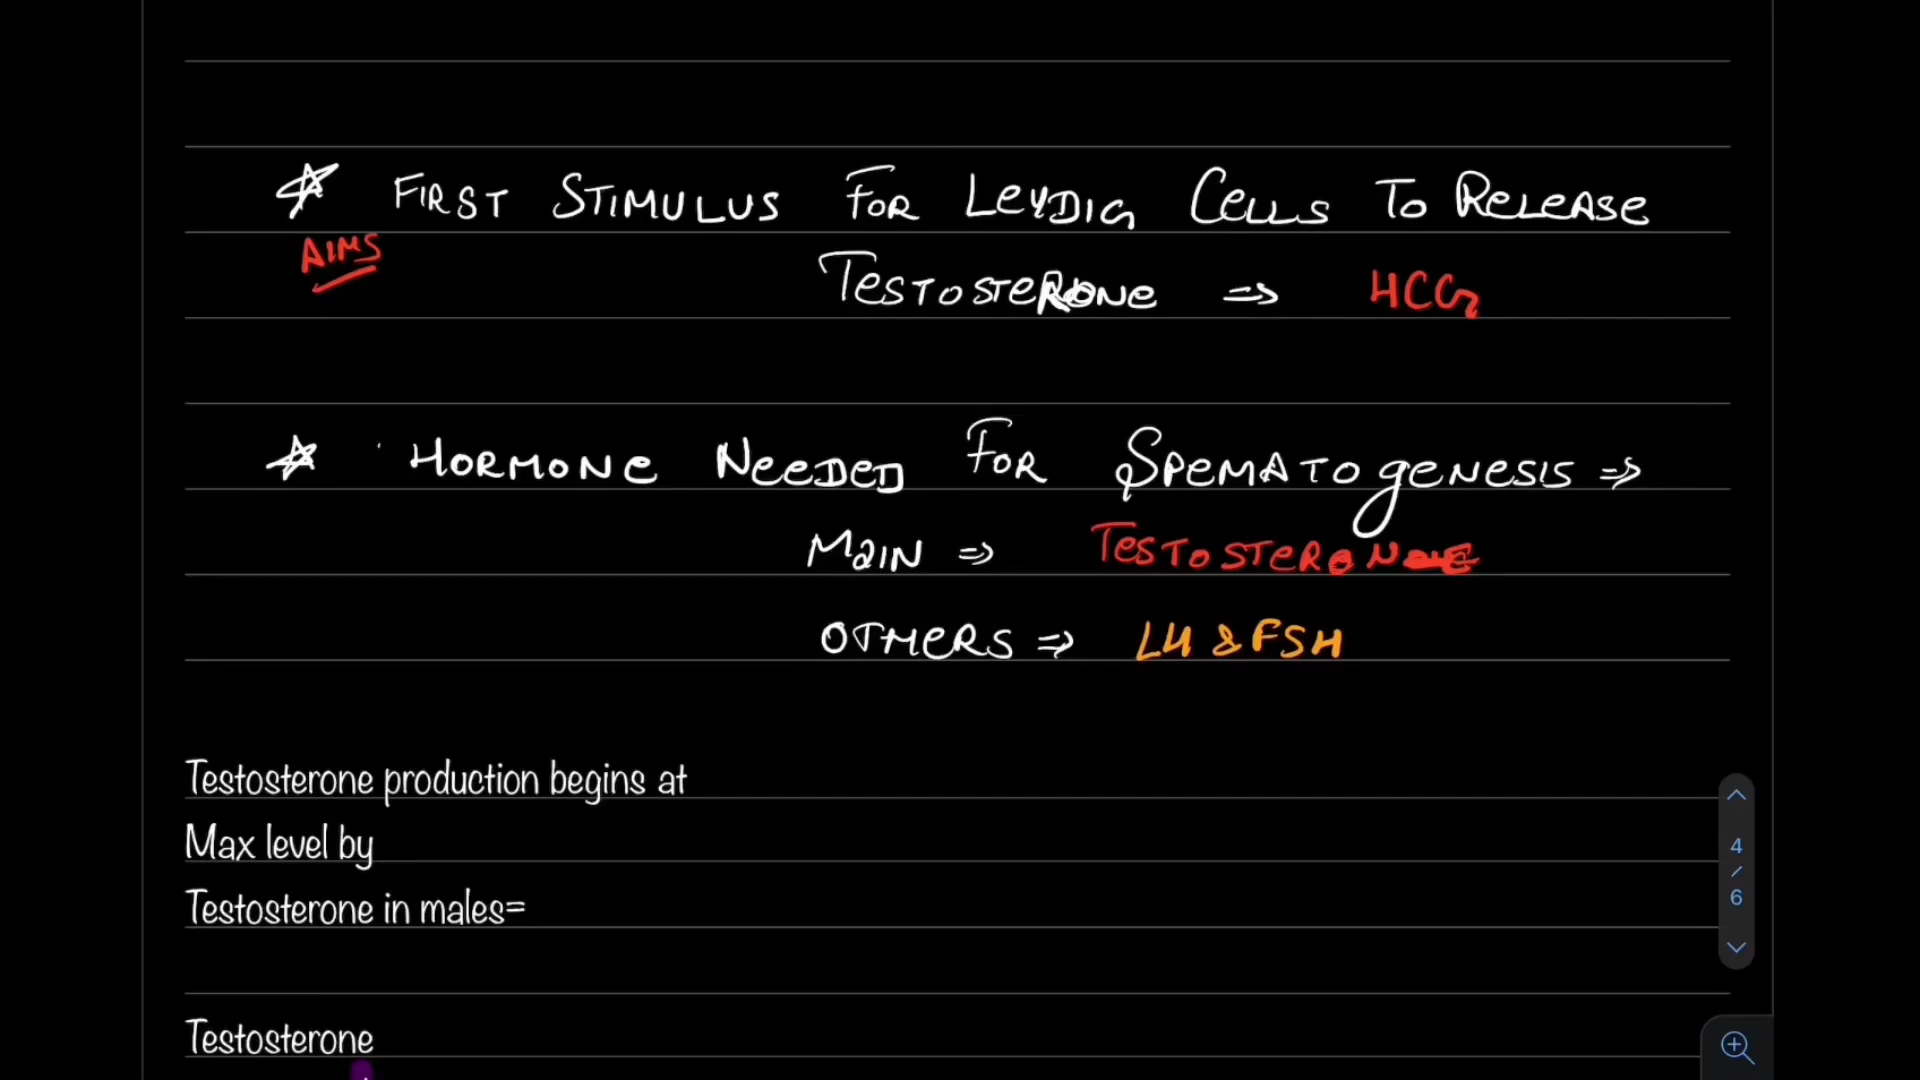 ☆ FIRST STIMULUS FOR LEYDIG CELLS TO RELEASE
AIMS
TESTOSTERONE ⇒ HCG
☆ HORMONE NEEDED FOR SPEMATOGENESIS ⇒
MAIN ⇒ TESTOSTERONE
OTHERS ⇒ LH & FSH
Testosterone production begins at
Max level by
Testosterone in males=
Testosterone
4
/
6